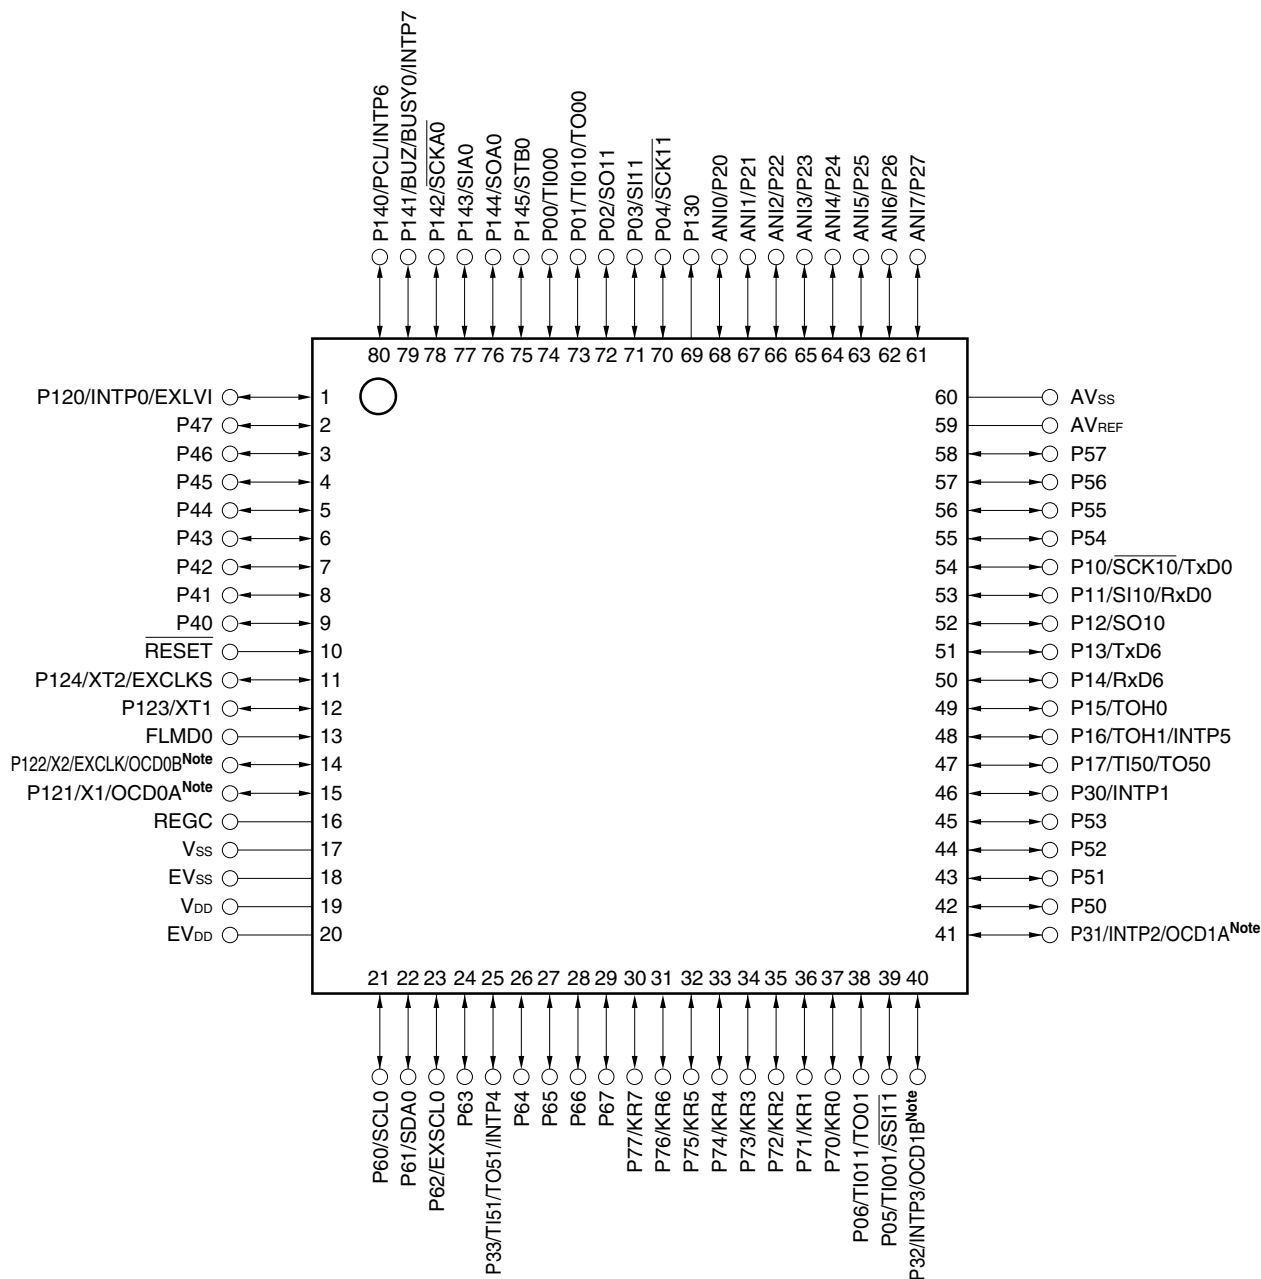 P140/PCL/INTP6
P141/BUZ/BUSY0/INTP7
P142/SCKA0
P143/SIA0
P144/SOA0
P145/STB0
P00/TI000
P01/TI010/TO00
P02/SO11
P03/SI11
P04/SCK11
P130
ANI0/P20
ANI1/P21
ANI2/P22
ANI3/P23
ANI4/P24
ANI5/P25
ANI6/P26
ANI7/P27
80 79 78 77 76 75 74 73 72 71 70 69 68 67 66 65 64 63 62 61
P120/INTP0/EXLVI 1
P47 2
P46 3
P45 4
P44 5
P43 6
P42 7
P41 8
P40 9
RESET 10
P124/XT2/EXCLKS 11
P123/XT1 12
FLMD0 13
P122/X2/EXCLK/OCD0BNote 14
P121/X1/OCD0ANote 15
REGC 16
VSS 17
EVSS 18
VDD 19
EVDD 20
60 AVSS
59 AVREF
58 P57
57 P56
56 P55
55 P54
54 P10/SCK10/TxD0
53 P11/SI10/RxD0
52 P12/SO10
51 P13/TxD6
50 P14/RxD6
49 P15/TOH0
48 P16/TOH1/INTP5
47 P17/TI50/TO50
46 P30/INTP1
45 P53
44 P52
43 P51
42 P50
41 P31/INTP2/OCD1ANote
21 22 23 24 25 26 27 28 29 30 31 32 33 34 35 36 37 38 39 40
P60/SCL0
P61/SDA0
P62/EXSCL0
P63
P33/TI51/TO51/INTP4
P64
P65
P66
P67
P77/KR7
P76/KR6
P75/KR5
P74/KR4
P73/KR3
P72/KR2
P71/KR1
P70/KR0
P06/TI011/TO01
P05/TI001/SSI11
P32/INTP3/OCD1BNote